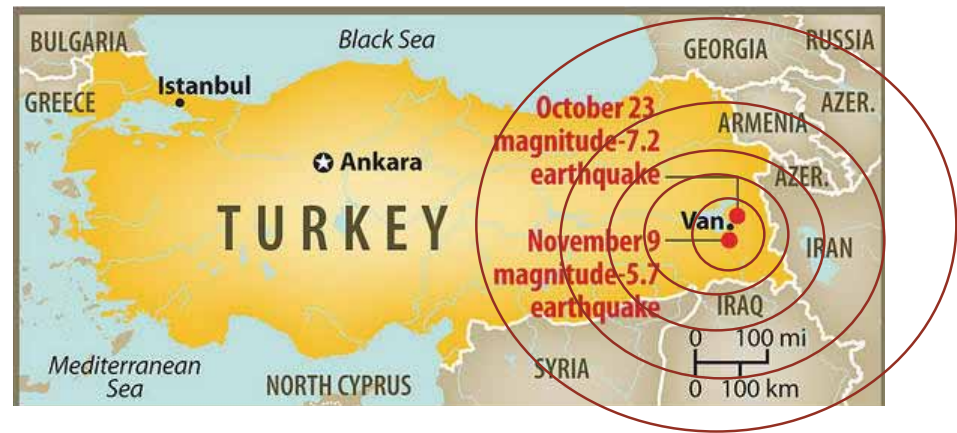 BULGARIA
Black Sea
GEORGIA
RUSSIA
Istanbul
GREECE
October 23
magnitude-7.2
earthquake
AZER.
ARMENIA
Ankara
AZER.
TURKEY
Van
November 9
magnitude-5.7
earthquake
IRAN
IRAQ
0 100 mi
0 100 km
Mediterranean
Sea
NORTH CYPRUS
SYRIA